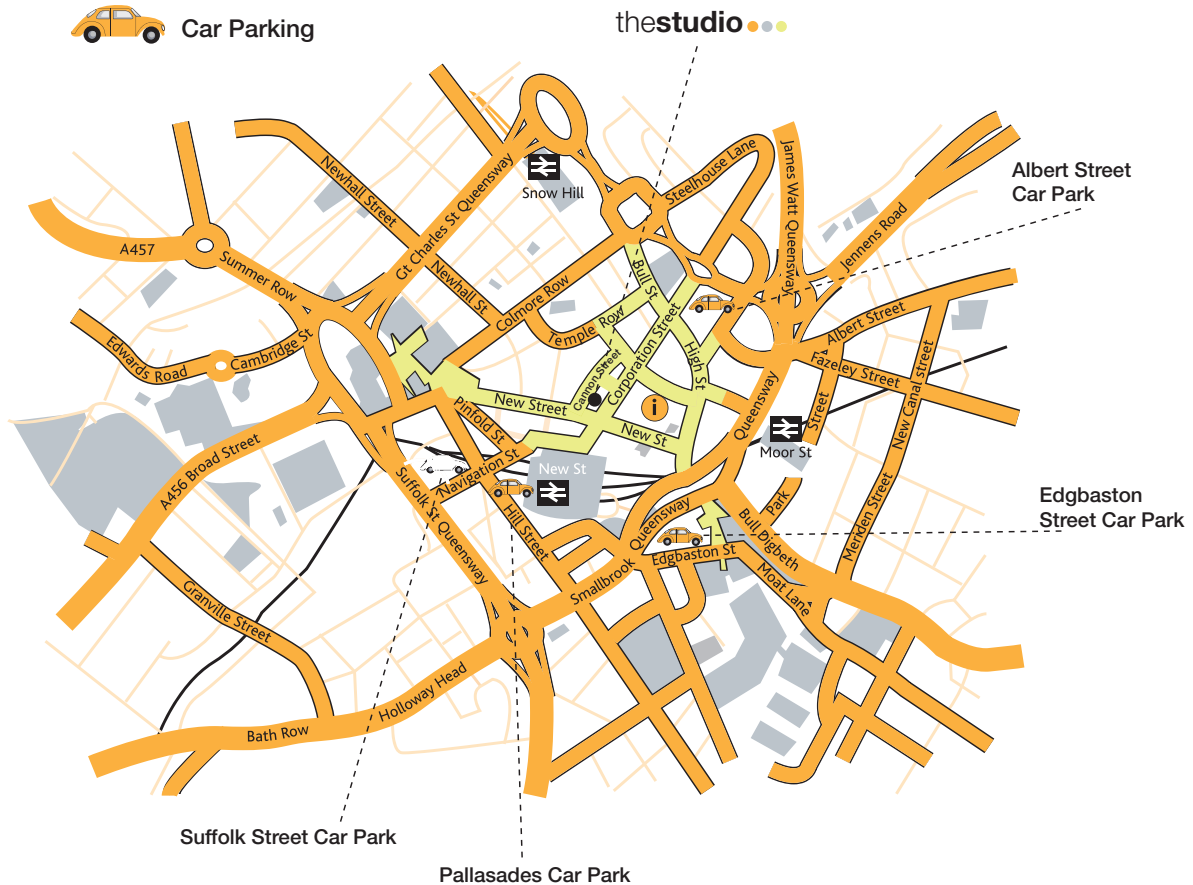 Car Parking
thestudio
Albert Street
Car Park
Edgbaston
Street Car Park
Suffolk Street Car Park
Pallasades Car Park
Snow Hill
Steelhouse Lane
James Watt Queensway
Jennens Road
Newhall Street
Gt Charles St Queensway
A457
Summer Row
Newhall St
Colmore Row
Bull St
Temple Row
Corporation Street
Cannon Street
High St
Albert Street
Fazeley Street
New Canal street
Edwards Road
Cambridge St
New Street
i
New St
Queensway
Street
Moor St
Pinfold St
Navigation St
New St
A456 Broad Street
Suffolk St Queensway
Hill Street
Queensway
Park
Bull Digbeth
Meriden Street
Edgbaston St
Moat Lane
Smallbrook
Granville Street
Holloway Head
Bath Row